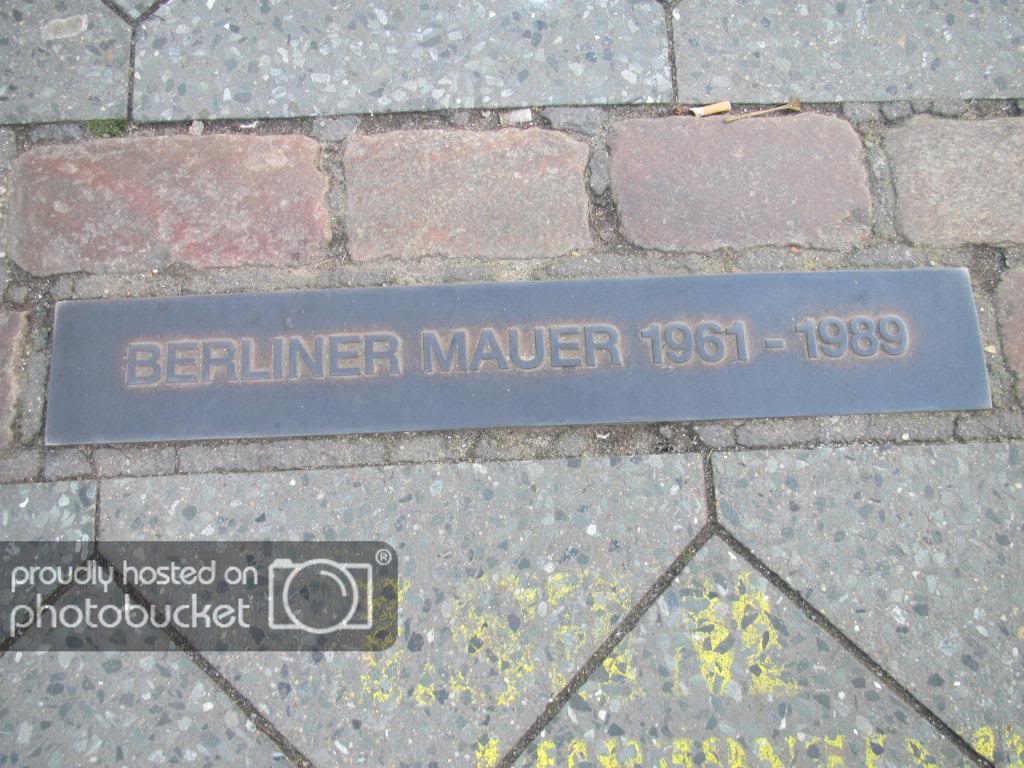 BERLINER MAUER 1961 - 1989
proudly hosted on
photobucket ®